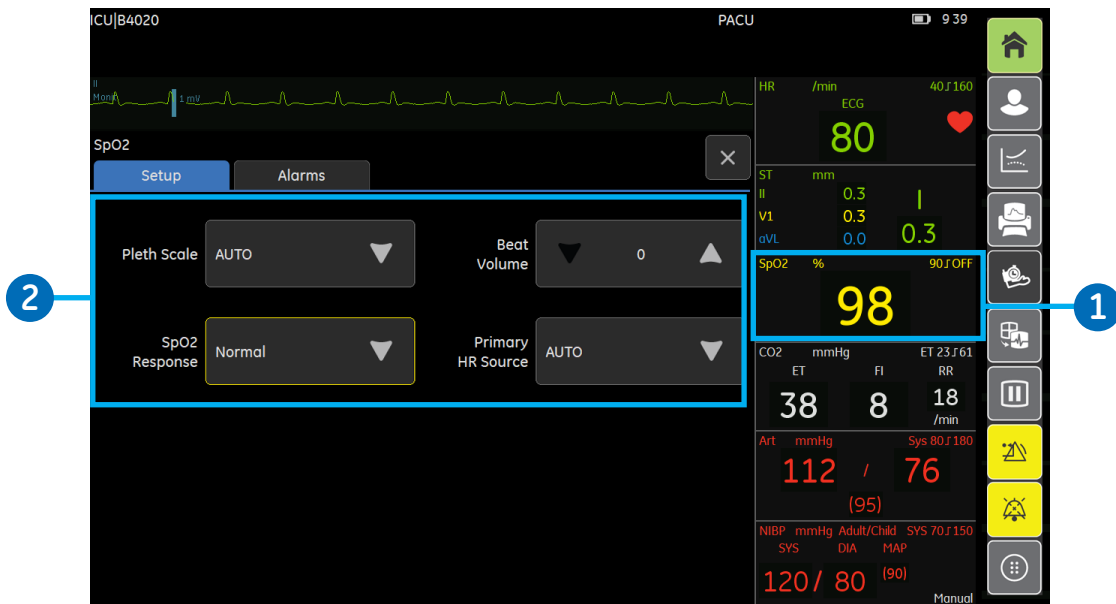 ICU|B4020 PACU 9 39
II
Moni 1 mV
HR /min 40⎍160
ECG
80
SpO2
Setup Alarms
ST mm
II 0.3
V1 0.3
aVL 0.0 0.3
Pleth Scale AUTO
Beat
Volume 0
SpO2
Response Normal
Primary
HR Source AUTO
SpO2 % 90⎍OFF
98
CO2 mmHg ET 23⎍61
ET FI RR
38 8 18
/min
Art mmHg Sys 80⎍180
112 / 76
(95)
NIBP mmHg Adult/Child SYS 70⎍150
SYS DIA MAP
120/ 80 (90)
Manual
2
1